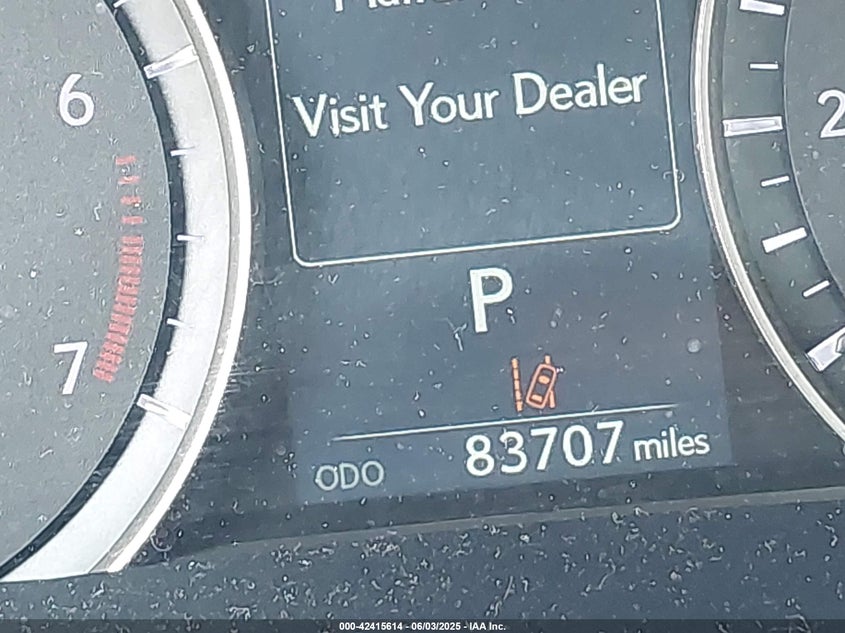 Visit Your Dealer
6
7
2
P
ODO 83707 miles
000-42415614 - 06/03/2025 - IAA Inc.